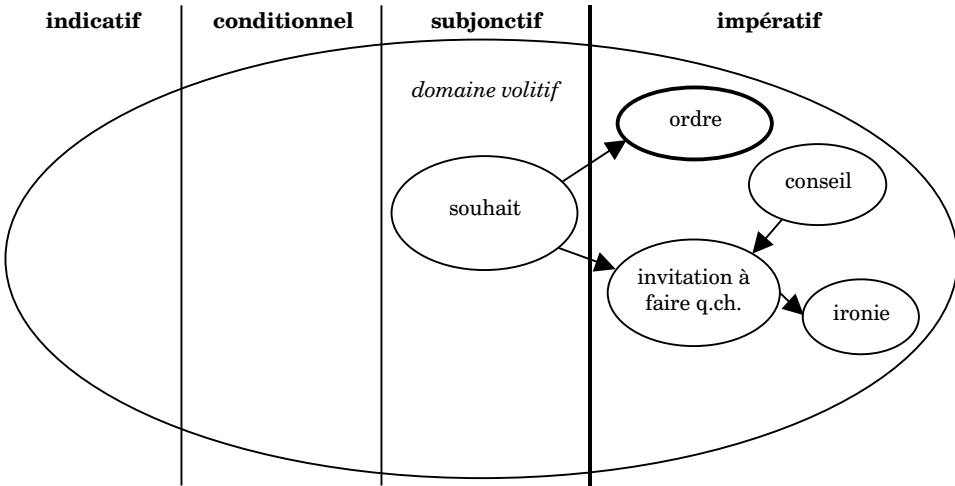 indicatif
conditionnel
subjonctif
impératif
domaine volitif
ordre
conseil
souhait
invitation à
faire q.ch.
ironie